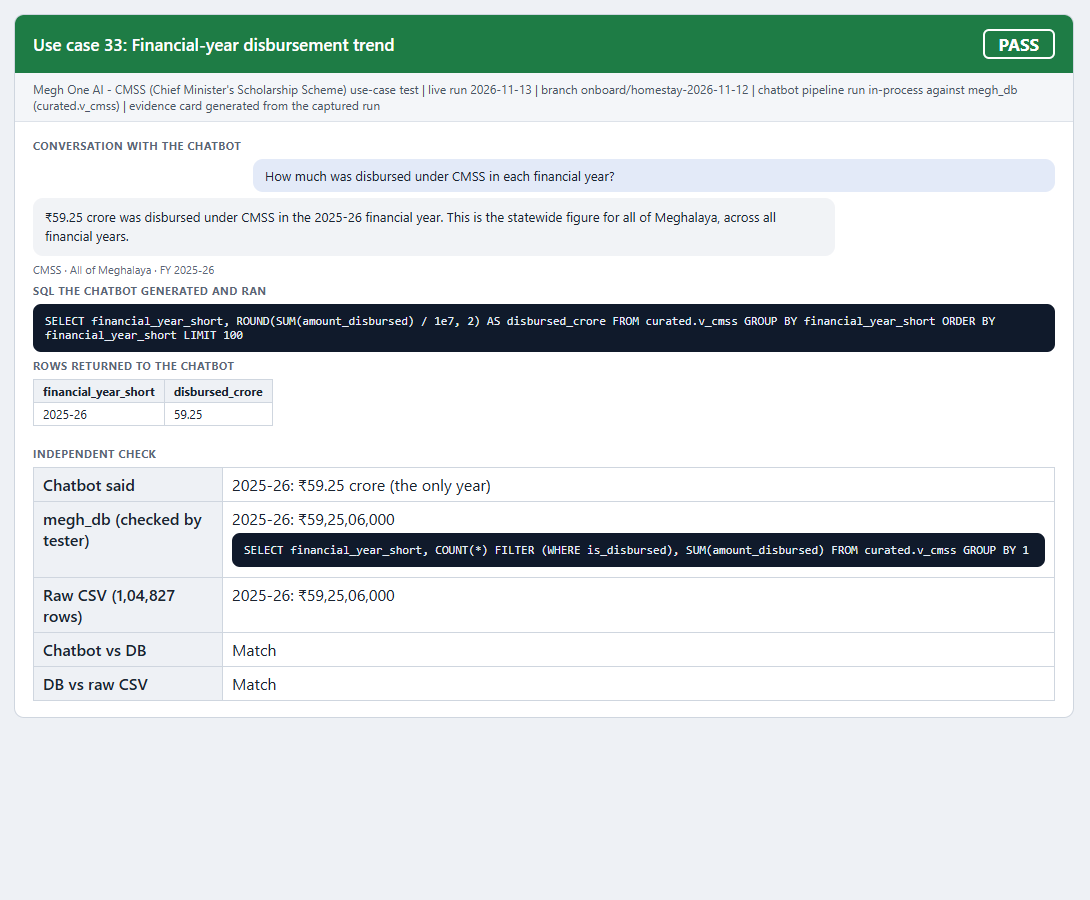 Use case 33: Financial-year disbursement trend
PASS
Megh One AI - CMSS (Chief Minister's Scholarship Scheme) use-case test | live run 2026-11-13 | branch onboard/homestay-2026-11-12 | chatbot pipeline run in-process against megh_db
(curated.v_cmss) | evidence card generated from the captured run
CONVERSATION WITH THE CHATBOT
How much was disbursed under CMSS in each financial year?
₹59.25 crore was disbursed under CMSS in the 2025-26 financial year. This is the statewide figure for all of Meghalaya, across all
financial years.
CMSS · All of Meghalaya · FY 2025-26
SQL THE CHATBOT GENERATED AND RAN
SELECT financial_year_short, ROUND(SUM(amount_disbursed) / 1e7, 2) AS disbursed_crore FROM curated.v_cmss GROUP BY financial_year_short ORDER BY
financial_year_short LIMIT 100
ROWS RETURNED TO THE CHATBOT
financial_year_short disbursed_crore
2025-26 59.25
INDEPENDENT CHECK
Chatbot said 2025-26: ₹59.25 crore (the only year)
megh_db (checked by
tester)
2025-26: ₹59,25,06,000
SELECT financial_year_short, COUNT(*) FILTER (WHERE is_disbursed), SUM(amount_disbursed) FROM curated.v_cmss GROUP BY 1
Raw CSV (1,04,827
rows)
2025-26: ₹59,25,06,000
Chatbot vs DB Match
DB vs raw CSV Match